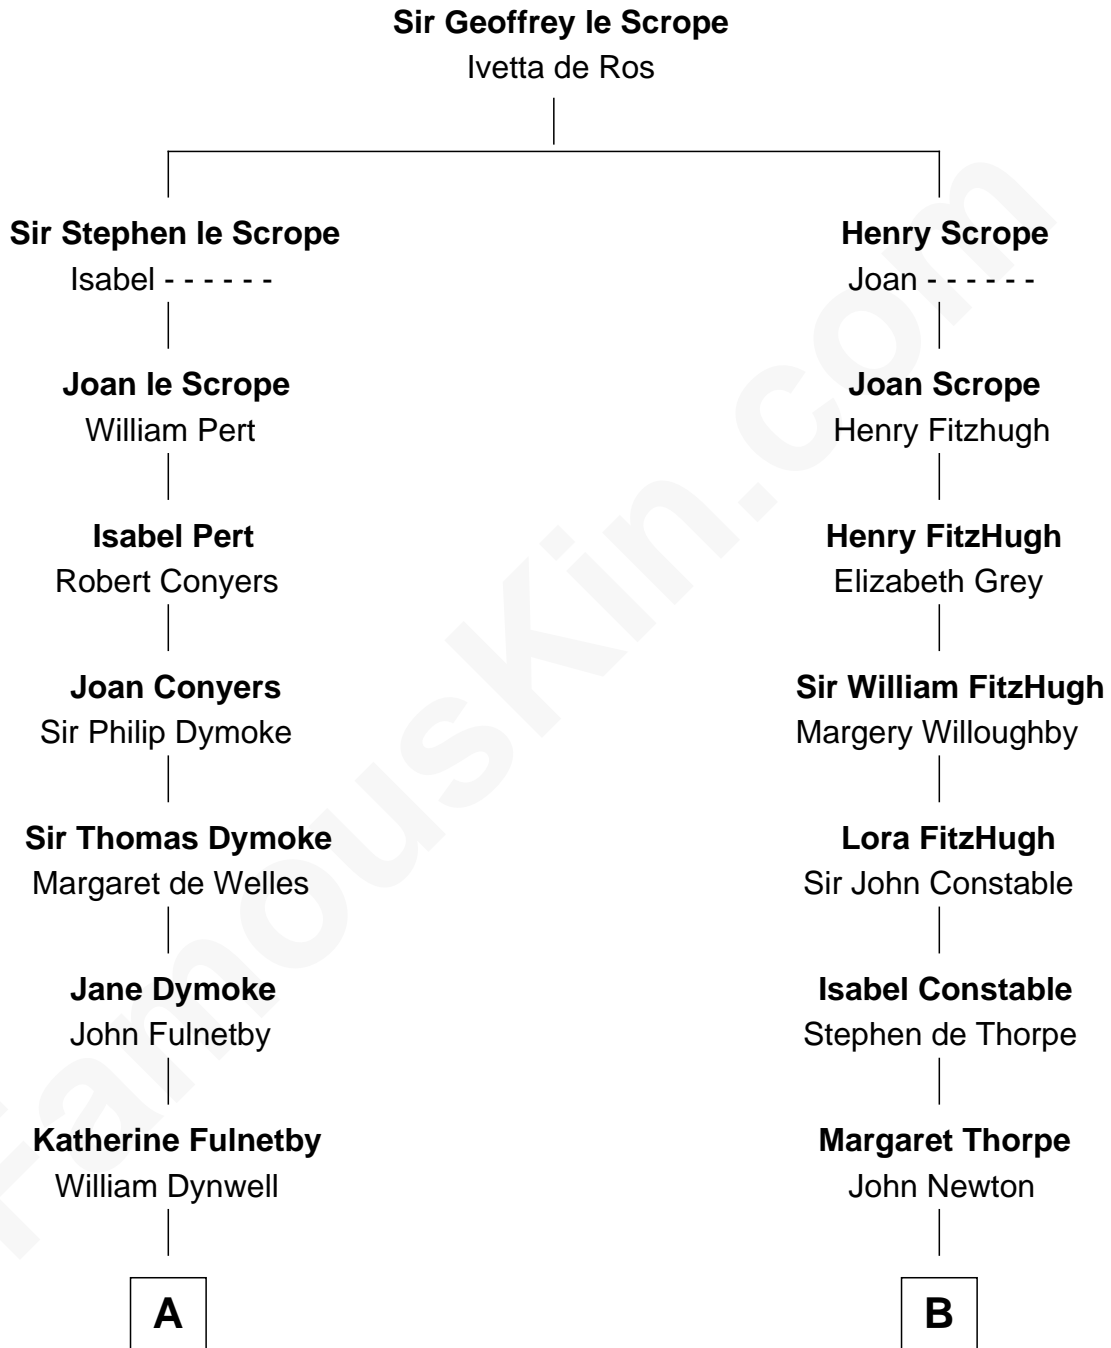 Sir Geoffrey le Scrope
Ivetta de Ros
Sir Stephen le Scrope
Isabel - - - - - -
Henry Scrope
Joan - - - - - -
Joan le Scrope
William Pert
Joan Scrope
Henry Fitzhugh
Isabel Pert
Robert Conyers
Henry FitzHugh
Elizabeth Grey
Joan Conyers
Sir Philip Dymoke
Sir William FitzHugh
Margery Willoughby
Sir Thomas Dymoke
Margaret de Welles
Lora FitzHugh
Sir John Constable
Jane Dymoke
John Fulnetby
Isabel Constable
Stephen de Thorpe
Katherine Fulnetby
William Dynwell
Margaret Thorpe
John Newton
A
B
FamousKin.com